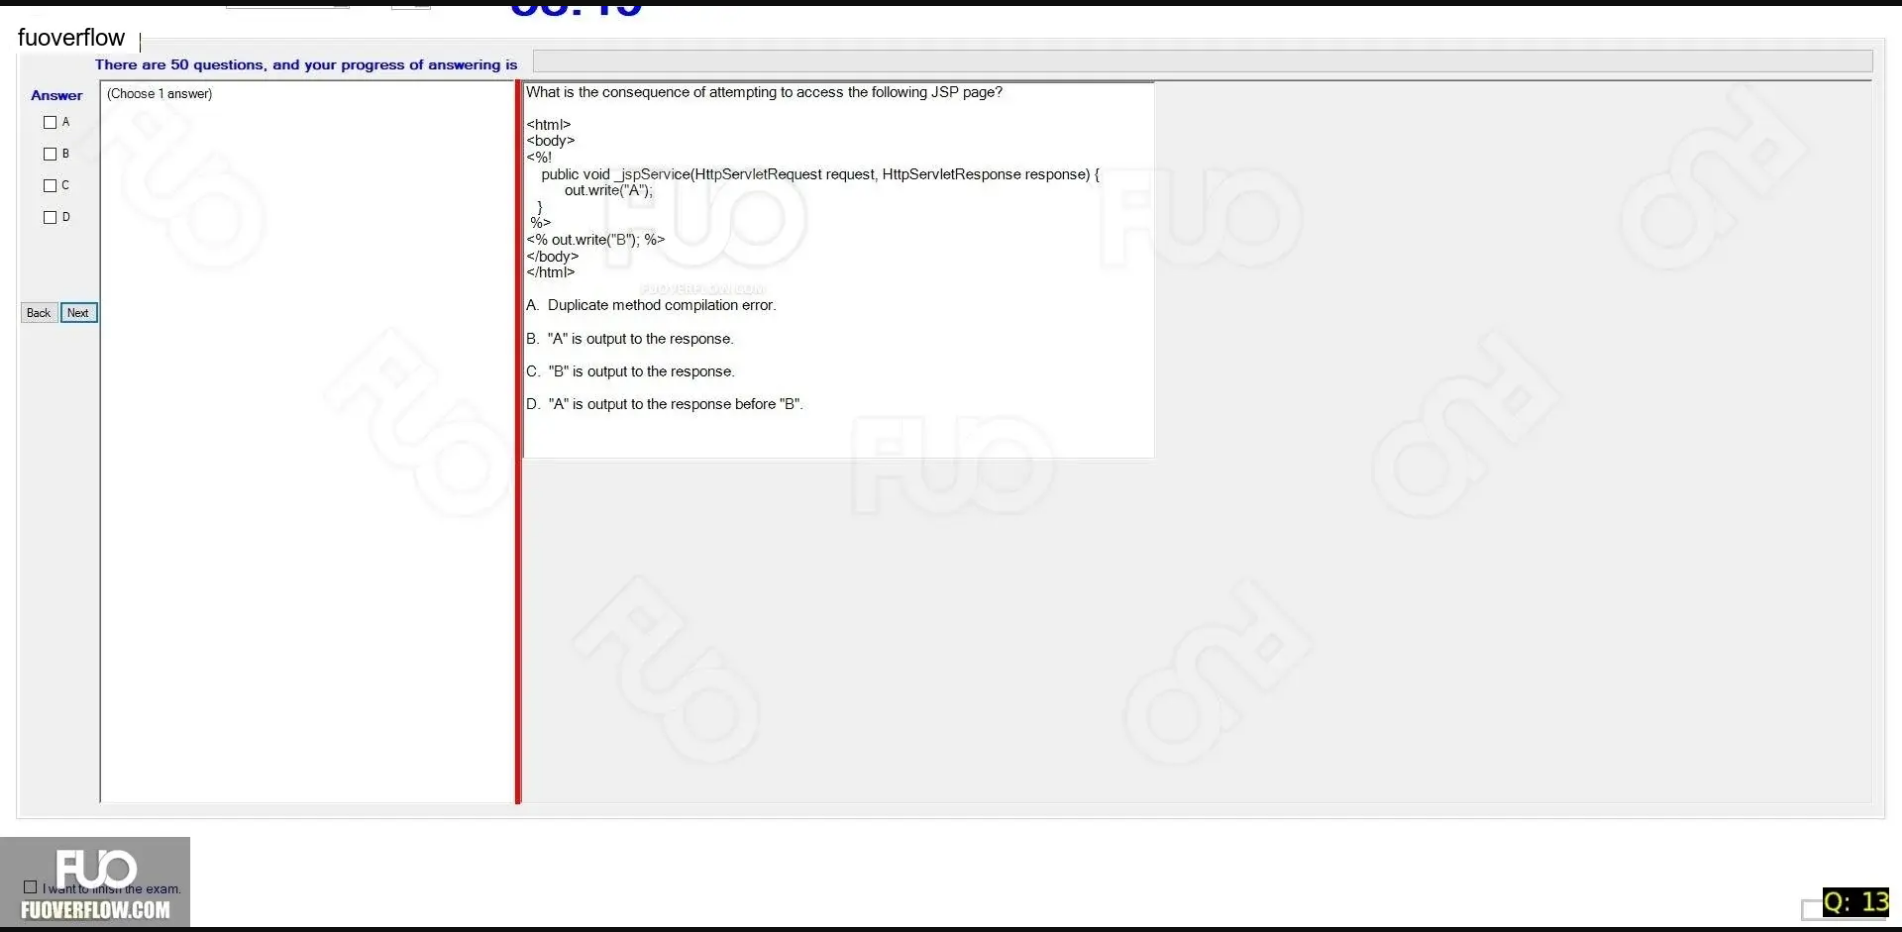 fuoverflow
There are 50 questions, and your progress of answering is
Answer
(Choose 1 answer)
A
B
C
D
Back
Next
What is the consequence of attempting to access the following JSP page?
<html>
<body>
<%!
public void _jspService(HttpServletRequest request, HttpServletResponse response) {
out.write("A");
}
%>
<% out.write("B"); %>
</body>
</html>
A. Duplicate method compilation error.
B. "A" is output to the response.
C. "B" is output to the response.
D. "A" is output to the response before "B".
FUO
FUOVERFLOW.COM
I want to finish the exam.
FUO
FUOVERFLOW.COM
Q: 13